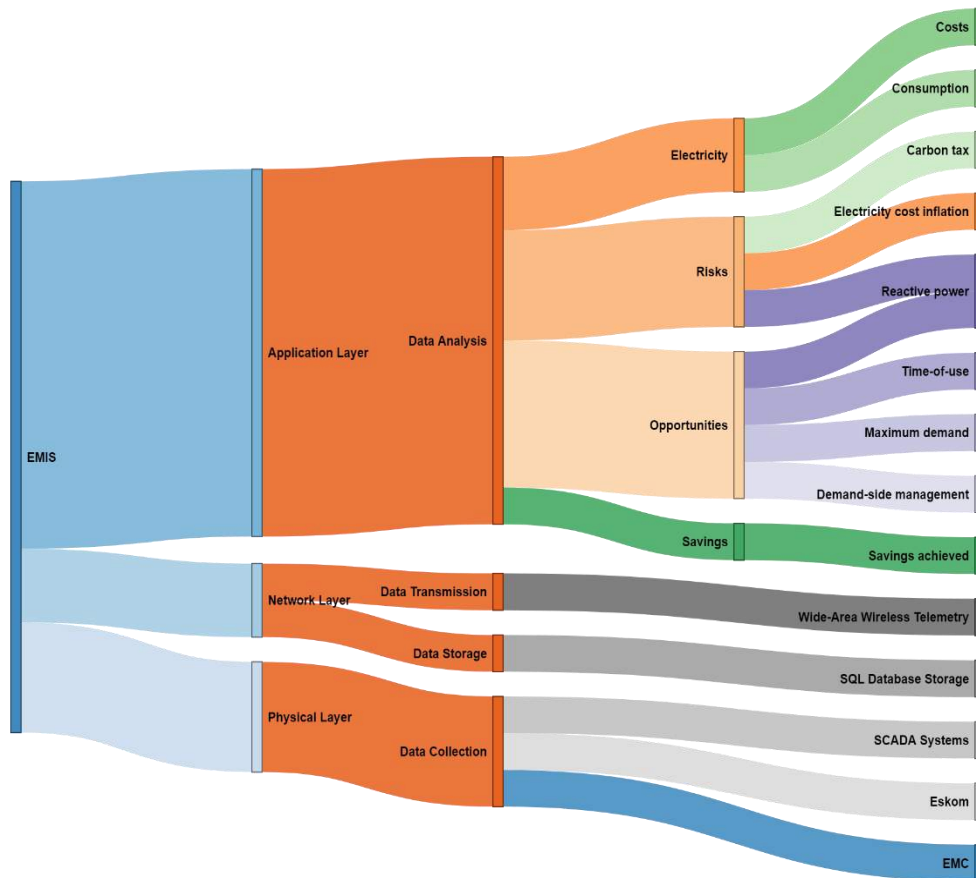 EMIS
Application Layer
Network Layer
Physical Layer
Data Analysis
Data Transmission
Data Storage
Data Collection
Electricity
Risks
Opportunities
Savings
Costs
Consumption
Carbon tax
Electricity cost inflation
Reactive power
Time-of-use
Maximum demand
Demand-side management
Savings achieved
Wide-Area Wireless Telemetry
SQL Database Storage
SCADA Systems
Eskom
EMC